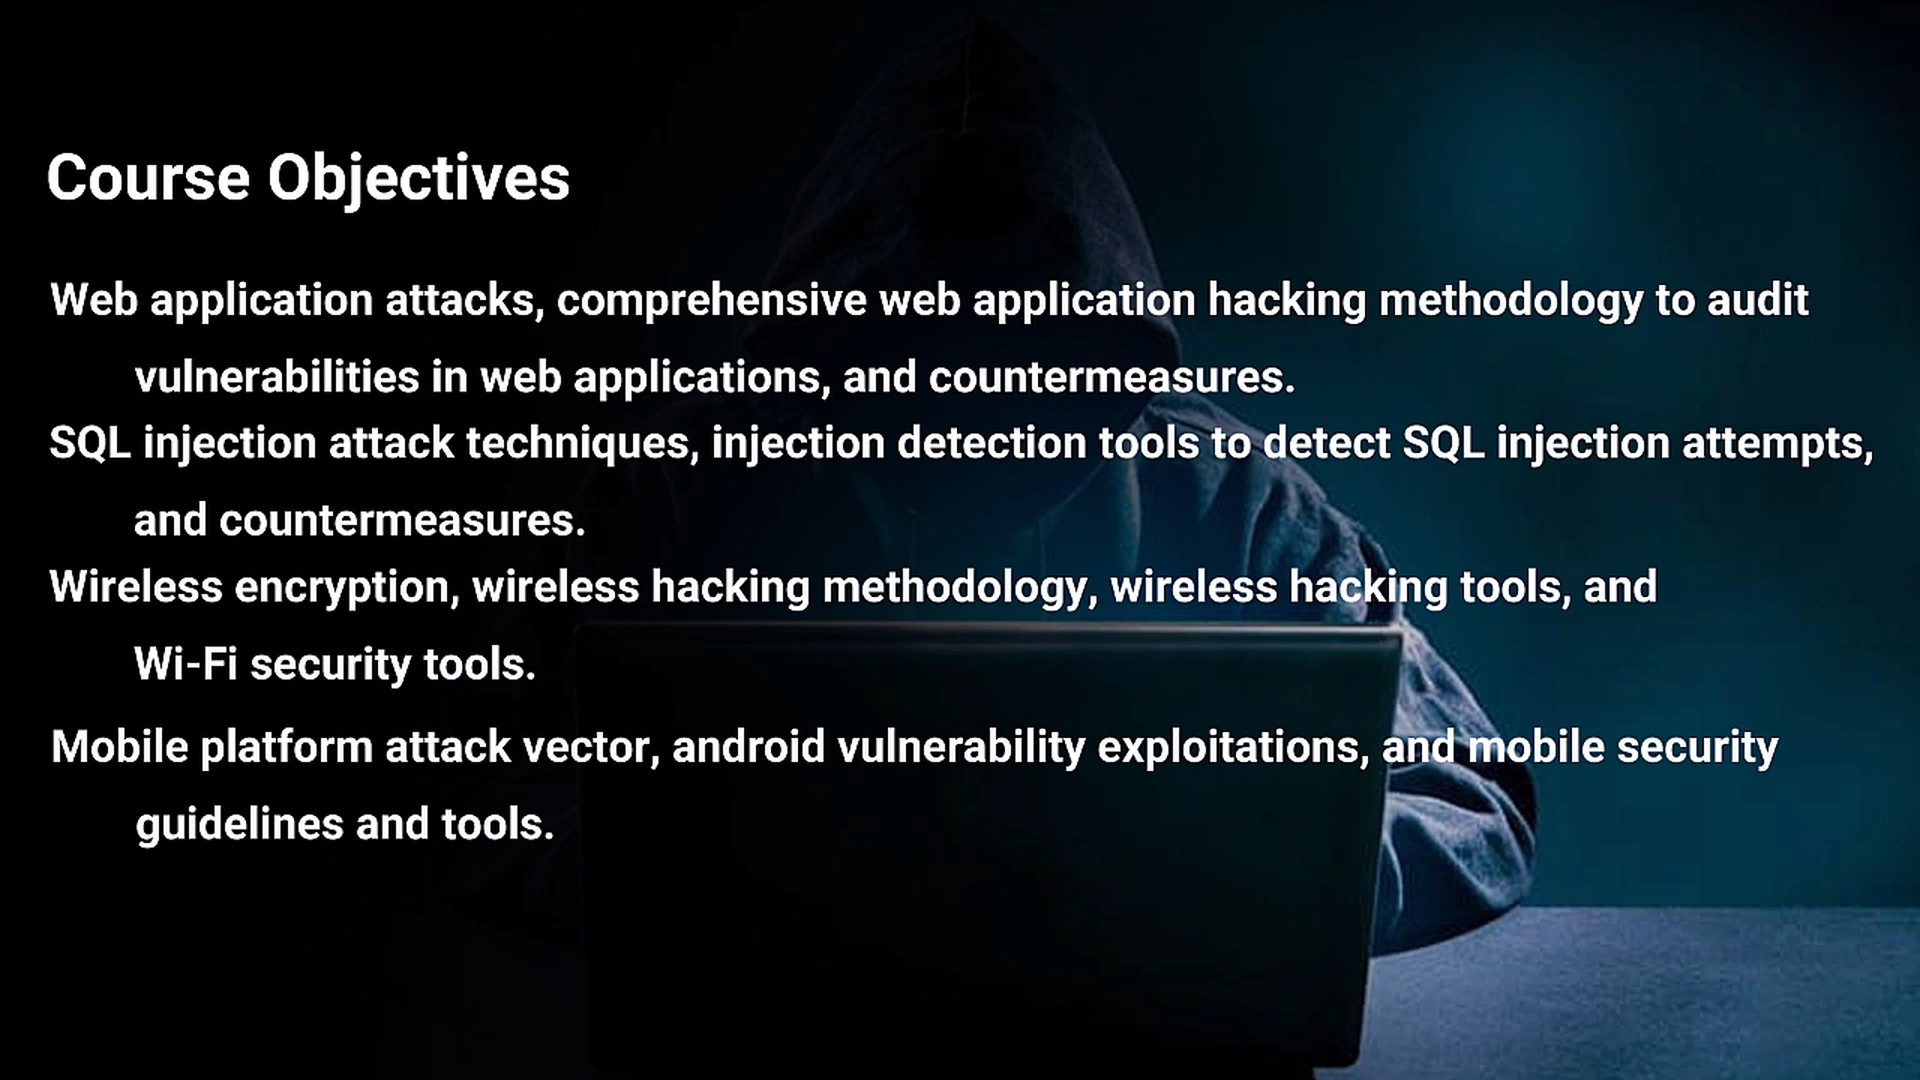 Course Objectives
Web application attacks, comprehensive web application hacking methodology to audit
vulnerabilities in web applications, and countermeasures.
SQL injection attack techniques, injection detection tools to detect SQL injection attempts,
and countermeasures.
Wireless encryption, wireless hacking methodology, wireless hacking tools, and
Wi-Fi security tools.
Mobile platform attack vector, android vulnerability exploitations, and mobile security
guidelines and tools.